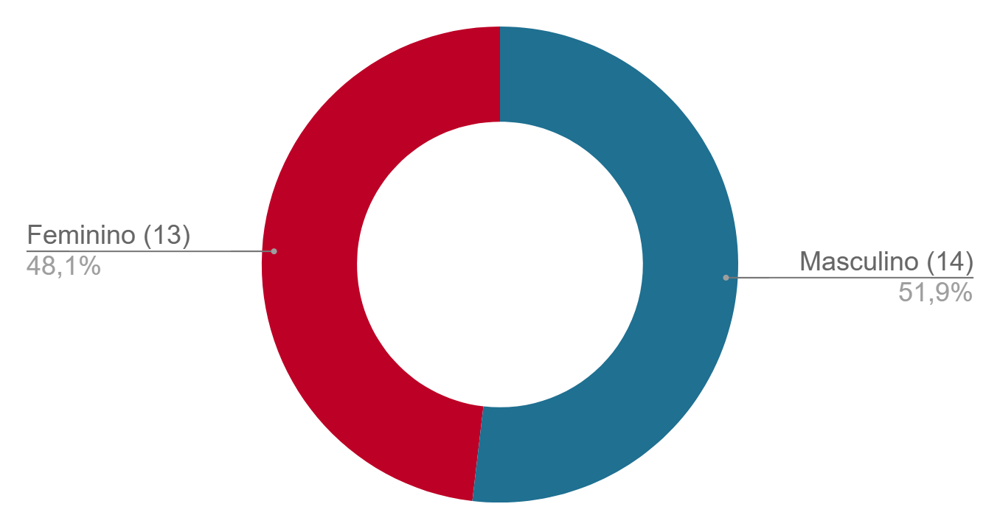 Feminino (13)
48,1%
Masculino (14)
51,9%